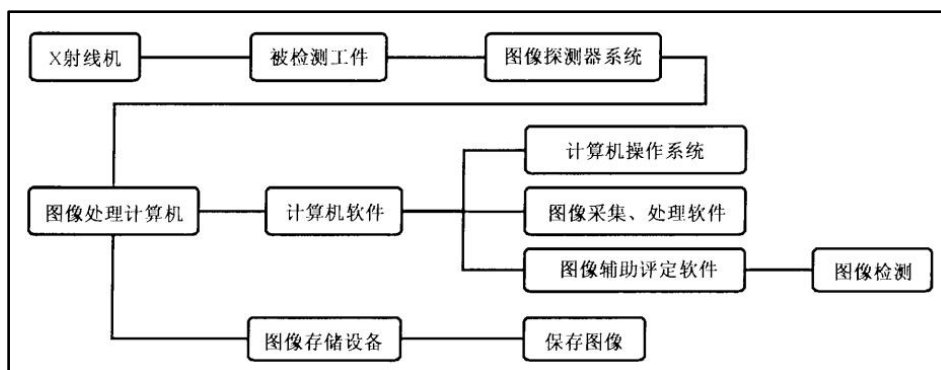 X射线机
被检测工件
图像探测器系统
计算机操作系统
图像处理计算机
计算机软件
图像采集、处理软件
图像辅助评定软件
图像检测
图像存储设备
保存图像